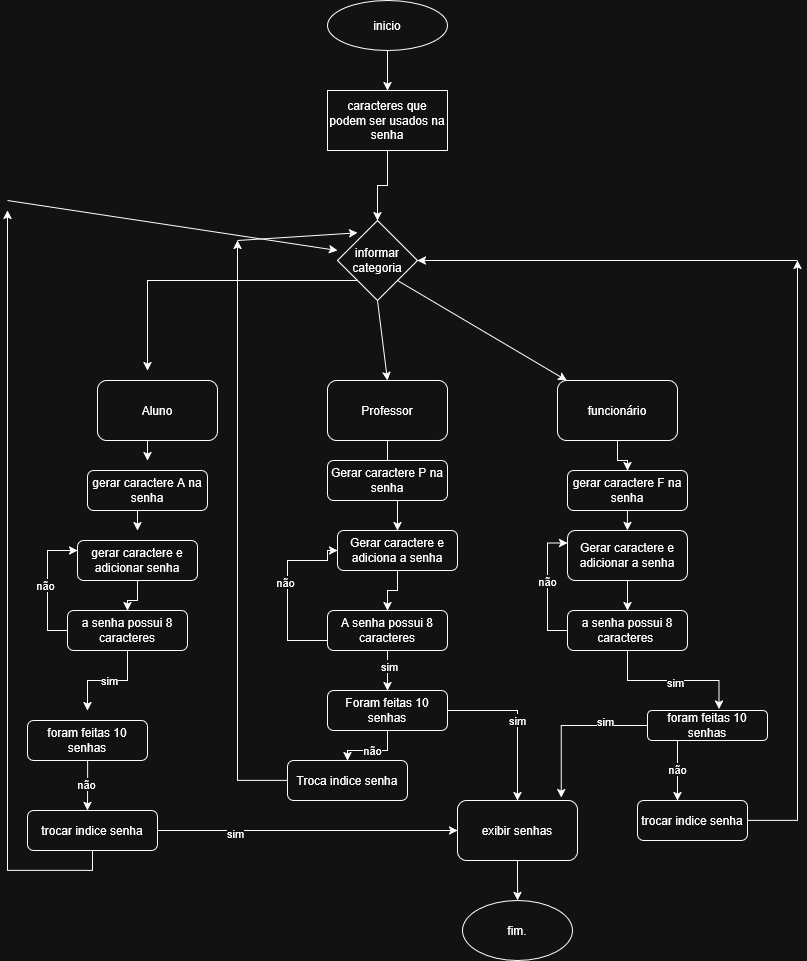 inicio
caracteres que
podem ser usados na
senha
informar
categoria
Aluno
Professor
funcionário
gerar caractere A na
senha
Gerar caractere P na
senha
gerar caractere F na
senha
gerar caractere e
adicionar senha
Gerar caractere e
adiciona a senha
Gerar caractere e
adicionar a senha
não
não
não
a senha possui 8
caracteres
A senha possui 8
caracteres
a senha possui 8
caracteres
sim
sim
sim
foram feitas 10
senhas
Foram feitas 10
senhas
foram feitas 10
senhas
sim
sim
não
não
não
Troca indice senha
trocar indice senha
sim
exibir senhas
trocar indice senha
fim.